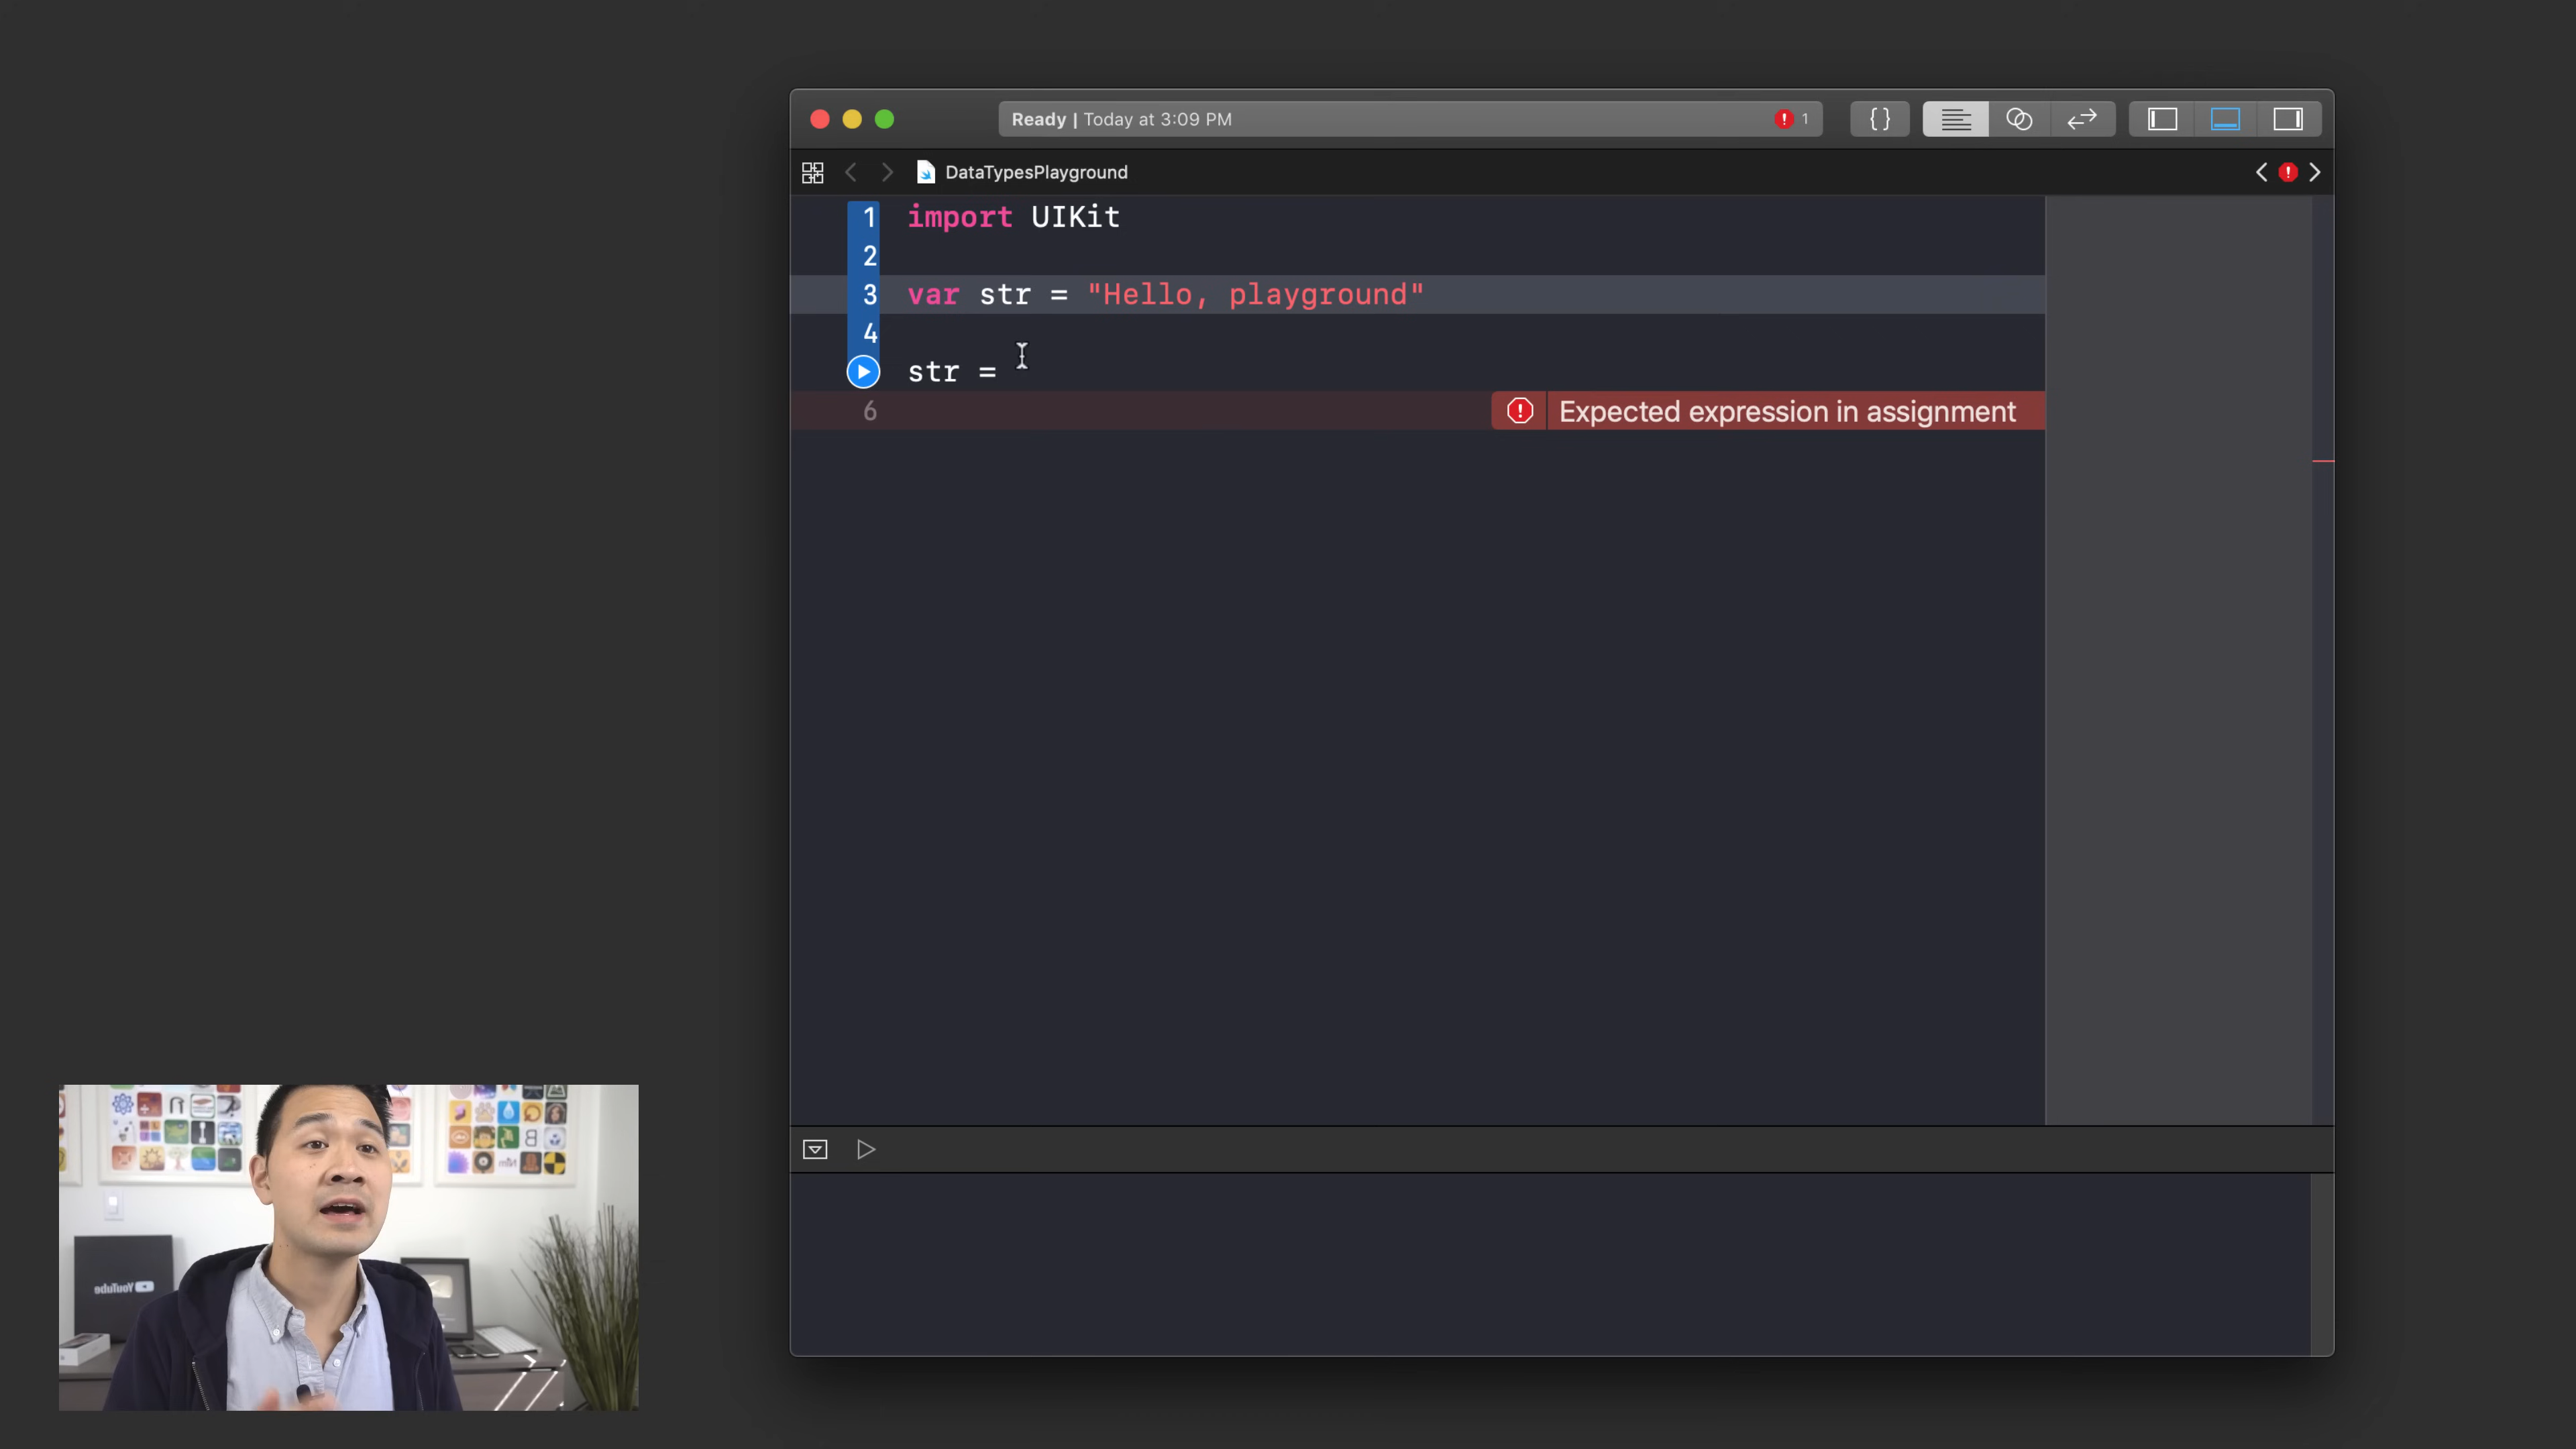 Ready | Today at 3:09 PM
1
{ }
DataTypesPlayground
1 import UIKit
2
3 var str = "Hello, playground"
4
str =
6 Expected expression in assignment
YouTube